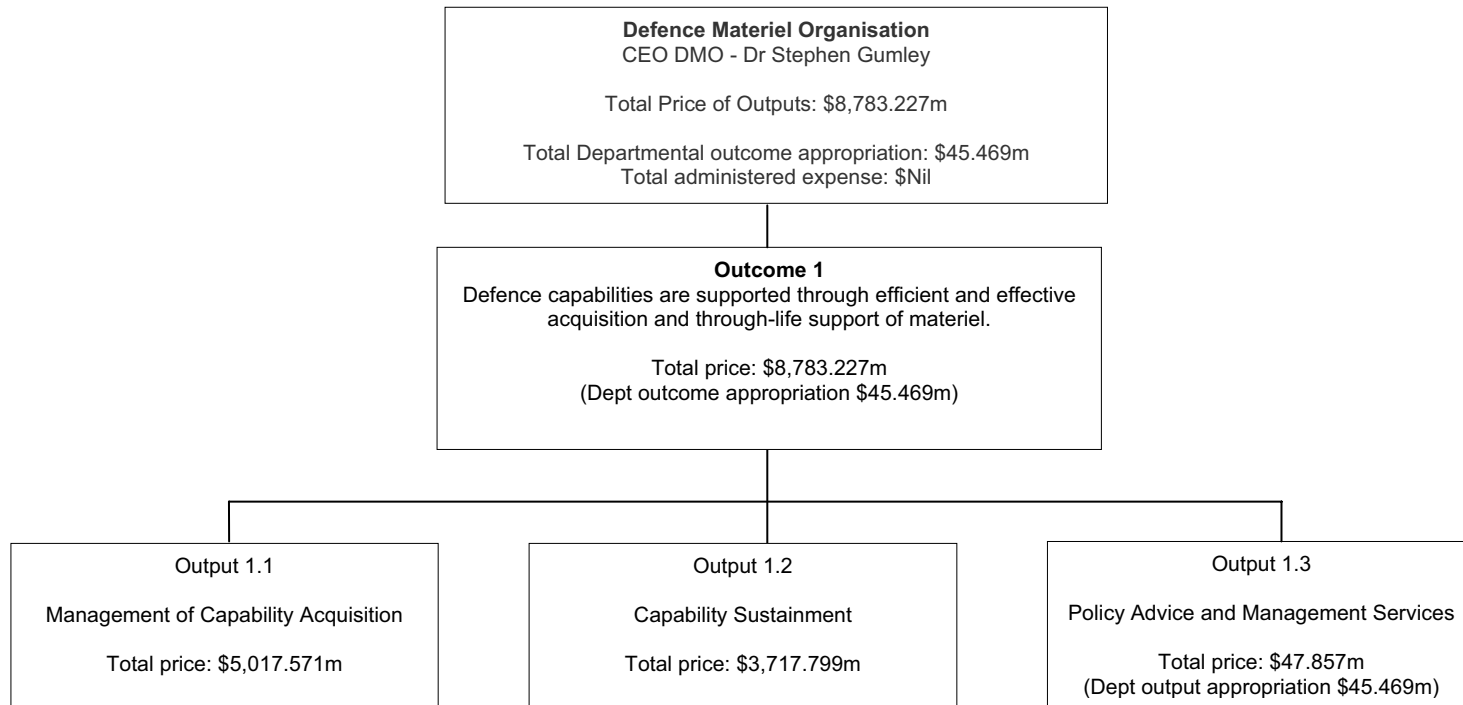 Defence Materiel Organisation
CEO DMO - Dr Stephen Gumley
Total Price of Outputs: $8,783.227m
Total Departmental outcome appropriation: $45.469m
Total administered expense: $Nil
Outcome 1
Defence capabilities are supported through efficient and effective
acquisition and through-life support of materiel.
Total price: $8,783.227m
(Dept outcome appropriation $45.469m)
Output 1.1
Management of Capability Acquisition
Total price: $5,017.571m
Output 1.2
Capability Sustainment
Total price: $3,717.799m
Output 1.3
Policy Advice and Management Services
Total price: $47.857m
(Dept output appropriation $45.469m)